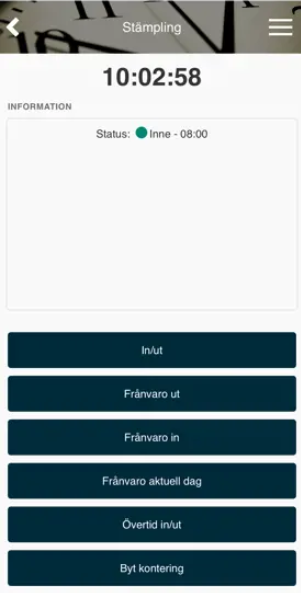 Stämpling
10:02:58
INFORMATION
Status: Inne - 08:00
In/ut
Frånvaro ut
Frånvaro in
Frånvaro aktuell dag
Övertid in/ut
Byt kontering